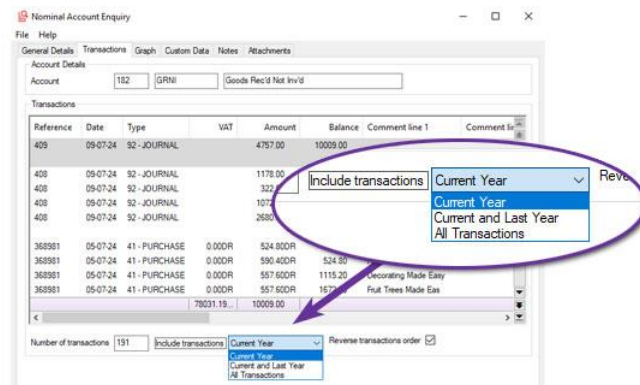 Nominal Account Enquiry
File Help
General Details Transactions Graph Custom Data Notes Attachments
Account Details
Account 182 GRNI Goods Rec'd Not Inv'd
Transactions
Reference Date Type VAT Amount Balance Comment line 1 Comment lin
409 09-07-24 92 - JOURNAL 4757.00 10009.00
408 09-07-24 92 - JOURNAL 1178.00
408 09-07-24 92 - JOURNAL 322
408 09-07-24 92 - JOURNAL 1072
408 09-07-24 92 - JOURNAL 2680
Include transactions Current Year Reve
Current Year
Current and Last Year
All Transactions
368981 05-07-24 41 - PURCHASE 0.00DR 524.80DR
368981 05-07-24 41 - PURCHASE 0.00DR 590.40DR 524.80
368981 05-07-24 41 - PURCHASE 0.00DR 557.60DR 1115.20 Decorating Made Easy
368981 05-07-24 41 - PURCHASE 0.00DR 557.60DR 1672 Fruit Trees Made Eas
78031.19... 10009.00
Number of transactions 191 Include transactions Current Year Reverse transactions order
Current Year
Current and Last Year
All Transactions